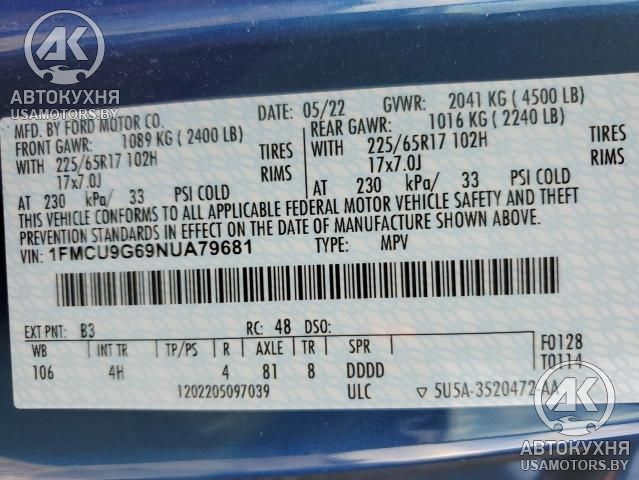 АК
АВТОКУХНЯ
USAMOTORS.BY
MFD. BY FORD MOTOR CO.
DATE: 05/22 GVWR: 2041 KG ( 4500 LB)
FRONT GAWR: 1089 KG ( 2400 LB)
REAR GAWR: 1016 KG ( 2240 LB)
WITH 225/65R17 102H TIRES
WITH 225/65R17 102H TIRES
17x7.0J RIMS
17x7.0J RIMS
AT 230 kPa/ 33 PSI COLD
AT 230 kPa/ 33 PSI COLD
THIS VEHICLE CONFORMS TO ALL APPLICABLE FEDERAL MOTOR VEHICLE SAFETY AND THEFT
PREVENTION STANDARDS IN EFFECT ON THE DATE OF MANUFACTURE SHOWN ABOVE.
VIN: 1FMCU9G69NUA79681 TYPE: MPV
EXT PNT: B3 RC: 48 DSO:
WB INT TR TP/PS R AXLE TR SPR F0128
106 4H 4 81 8 DDDD T0114
1202205097039 ULC 5U5A-3520472-AA
АК
АВТОКУХНЯ
USAMOTORS.BY